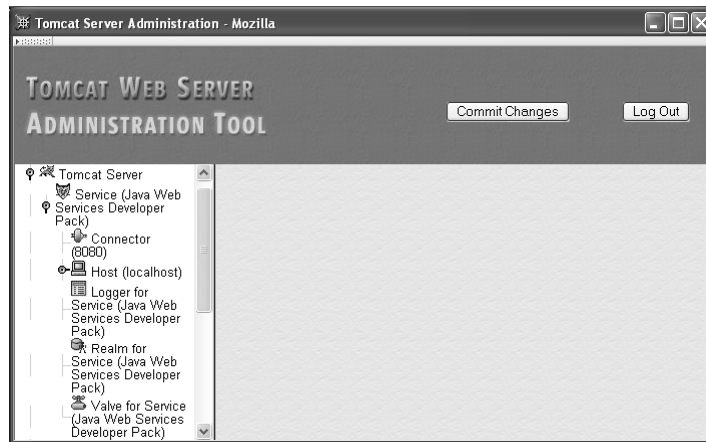 Tomcat Server Administration - Mozilla
TOMCAT WEB SERVER
ADMINISTRATION TOOL
Commit Changes
Log Out
Tomcat Server
Service (Java Web
Services Developer
Pack)
Connector
(8080)
Host (localhost)
Logger for
Service (Java Web
Services Developer
Pack)
Realm for
Service (Java Web
Services Developer
Pack)
Valve for Service
(Java Web Services
Developer Pack)